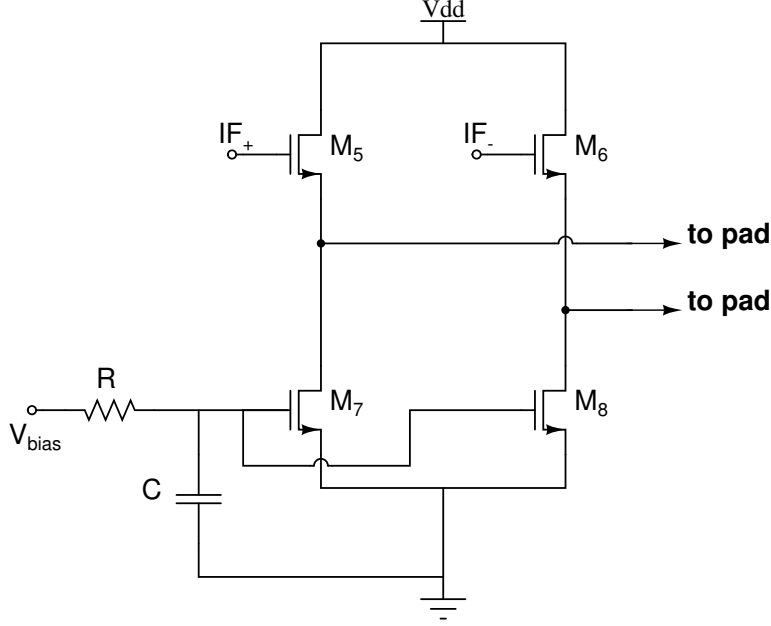 Vdd
IF+
M5
IF-
M6
to pad
to pad
R
M7
M8
Vbias
C